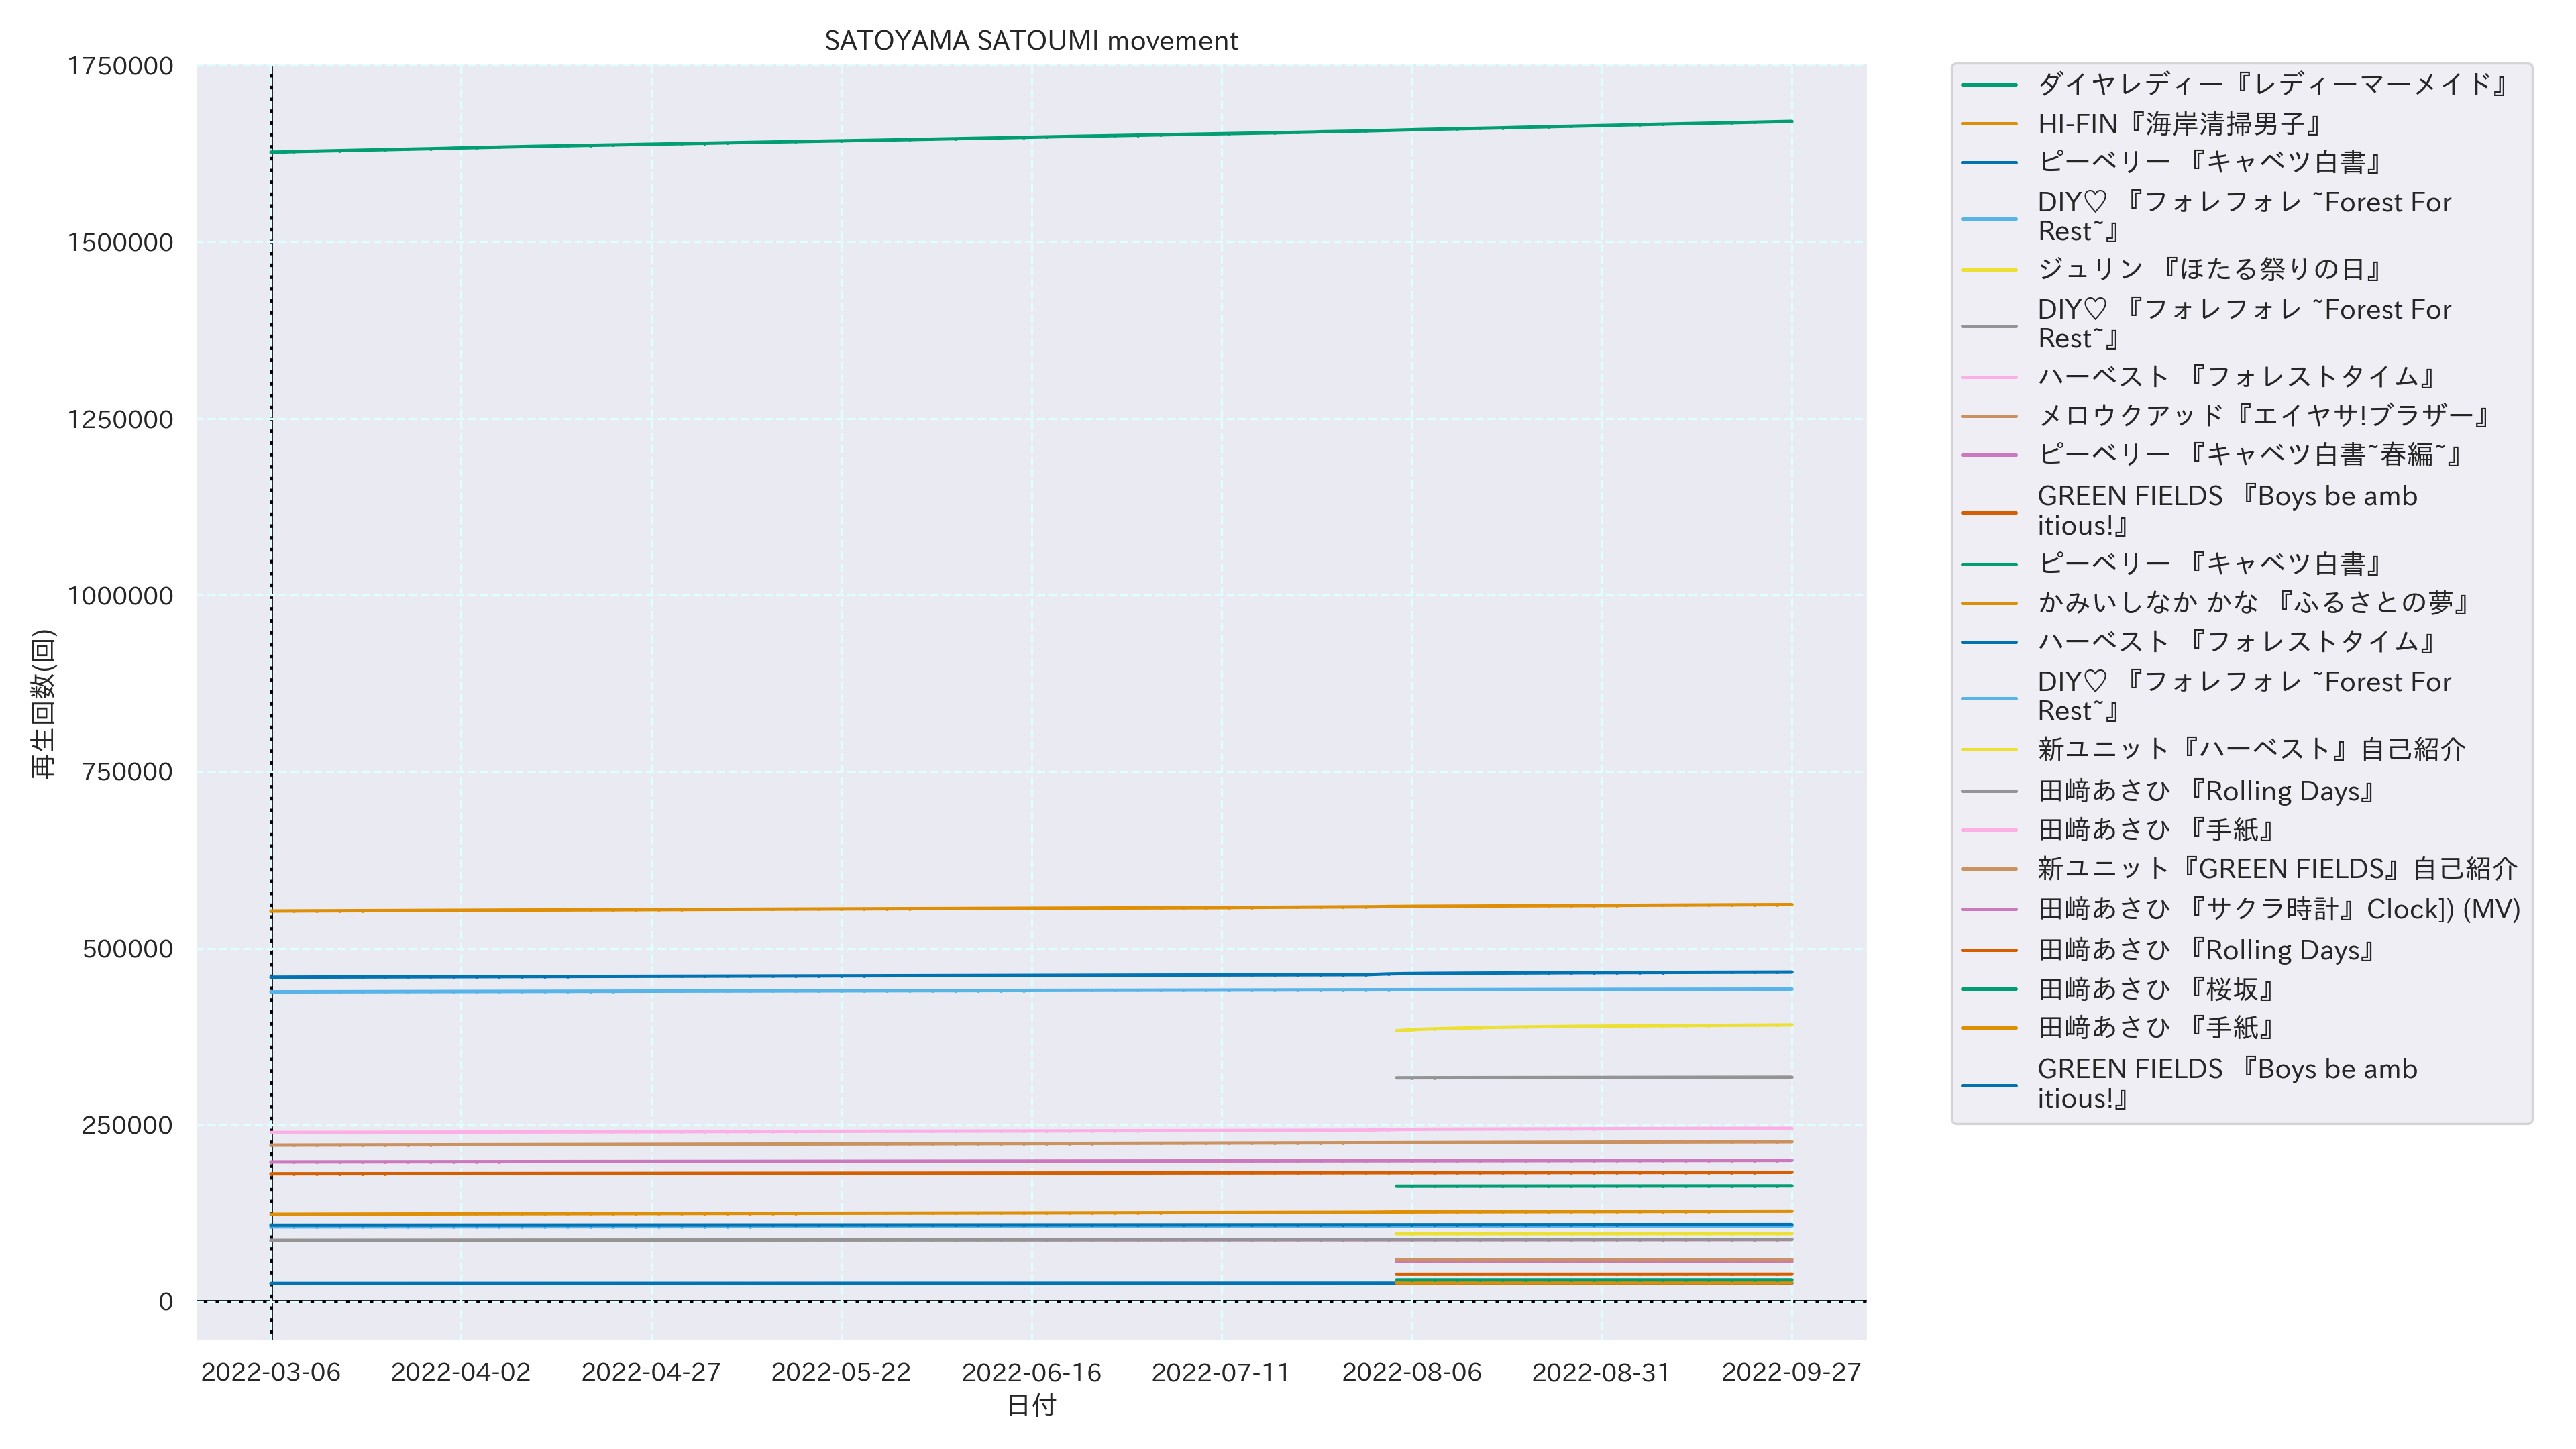 SATOYAMA SATOUMI movement
1750000
1500000
1250000
1000000
750000
500000
250000
0
再生回数(回)
2022-03-06
2022-04-02
2022-04-27
2022-05-22
2022-06-16
2022-07-11
2022-08-06
2022-08-31
2022-09-27
日付
ダイヤレディー『レディーマーメイド』
HI-FIN『海岸清掃男子』
ピーベリー 『キャベツ白書』
DIY♡ 『フォレフォレ ~Forest For
Rest~』
ジュリン 『ほたる祭りの日』
DIY♡ 『フォレフォレ ~Forest For
Rest~』
ハーベスト 『フォレストタイム』
メロウクアッド『エイヤサ!ブラザー』
ピーベリー 『キャベツ白書~春編~』
GREEN FIELDS 『Boys be amb
itious!』
ピーベリー 『キャベツ白書』
かみいしなか かな 『ふるさとの夢』
ハーベスト 『フォレストタイム』
DIY♡ 『フォレフォレ ~Forest For
Rest~』
新ユニット『ハーベスト』自己紹介
田﨑あさひ 『Rolling Days』
田﨑あさひ 『手紙』
新ユニット『GREEN FIELDS』自己紹介
田﨑あさひ 『サクラ時計』Clock]) (MV)
田﨑あさひ 『Rolling Days』
田﨑あさひ 『桜坂』
田﨑あさひ 『手紙』
GREEN FIELDS 『Boys be amb
itious!』